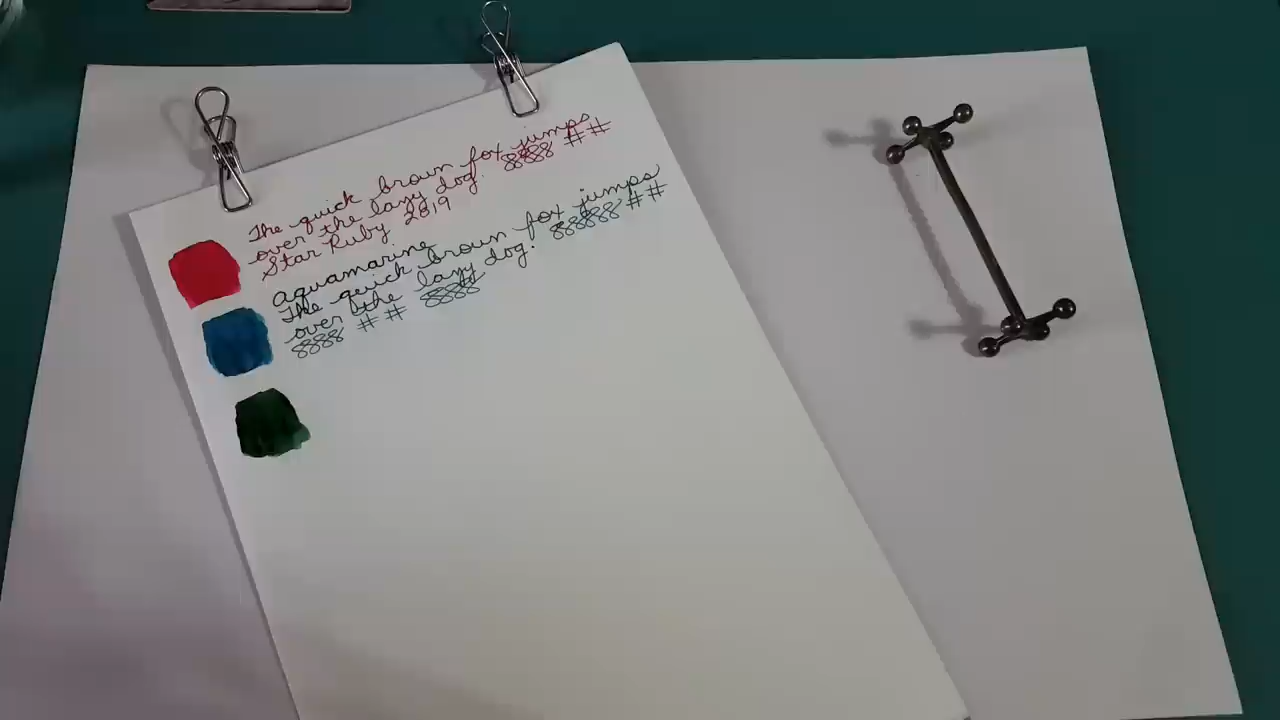 The quick brown fox jumps
over the lazy dog. 8888 ##
Star Ruby 2819
aquamarine
The quick brown fox jumps
over the lazy dog. 88888 ##
8888 ## 8888